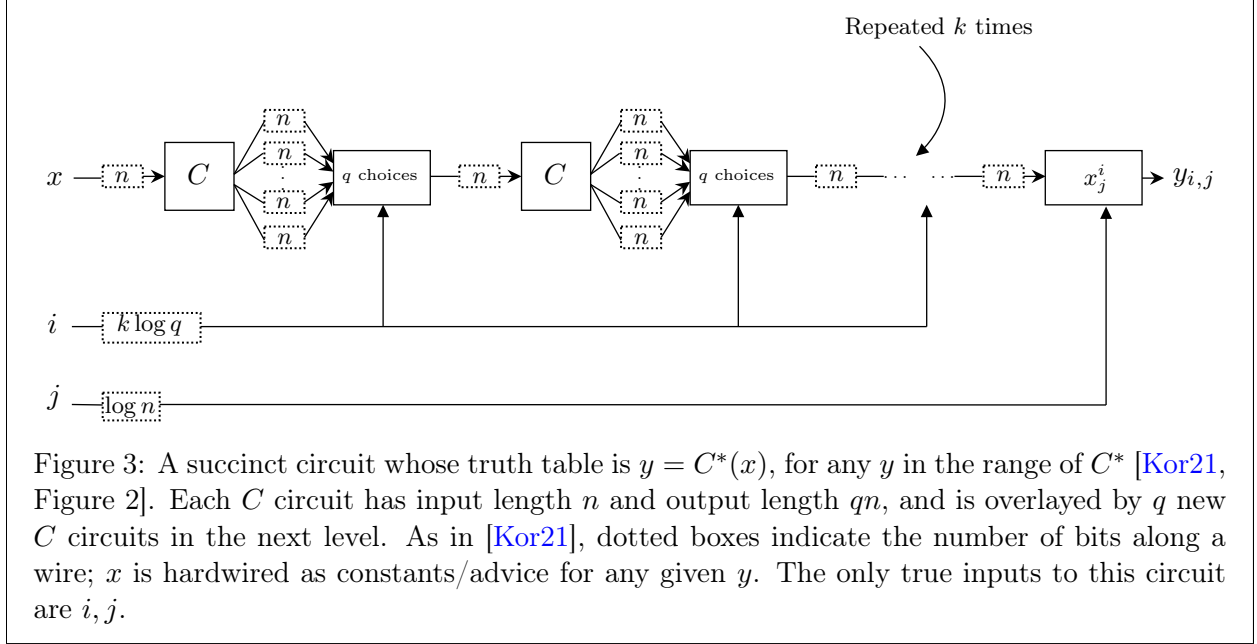 Repeated k times
n
n
n
x
n
C
·
n
n
q choices
n
C
n
·
n
n
q choices
n
·· ··
n
x_j^i
y_{i,j}
i
k log q
j
log n
Figure 3: A succinct circuit whose truth table is y = C*(x), for any y in the range of C* [Kor21,
Figure 2]. Each C circuit has input length n and output length qn, and is overlayed by q new
C circuits in the next level. As in [Kor21], dotted boxes indicate the number of bits along a
wire; x is hardwired as constants/advice for any given y. The only true inputs to this circuit
are i, j.